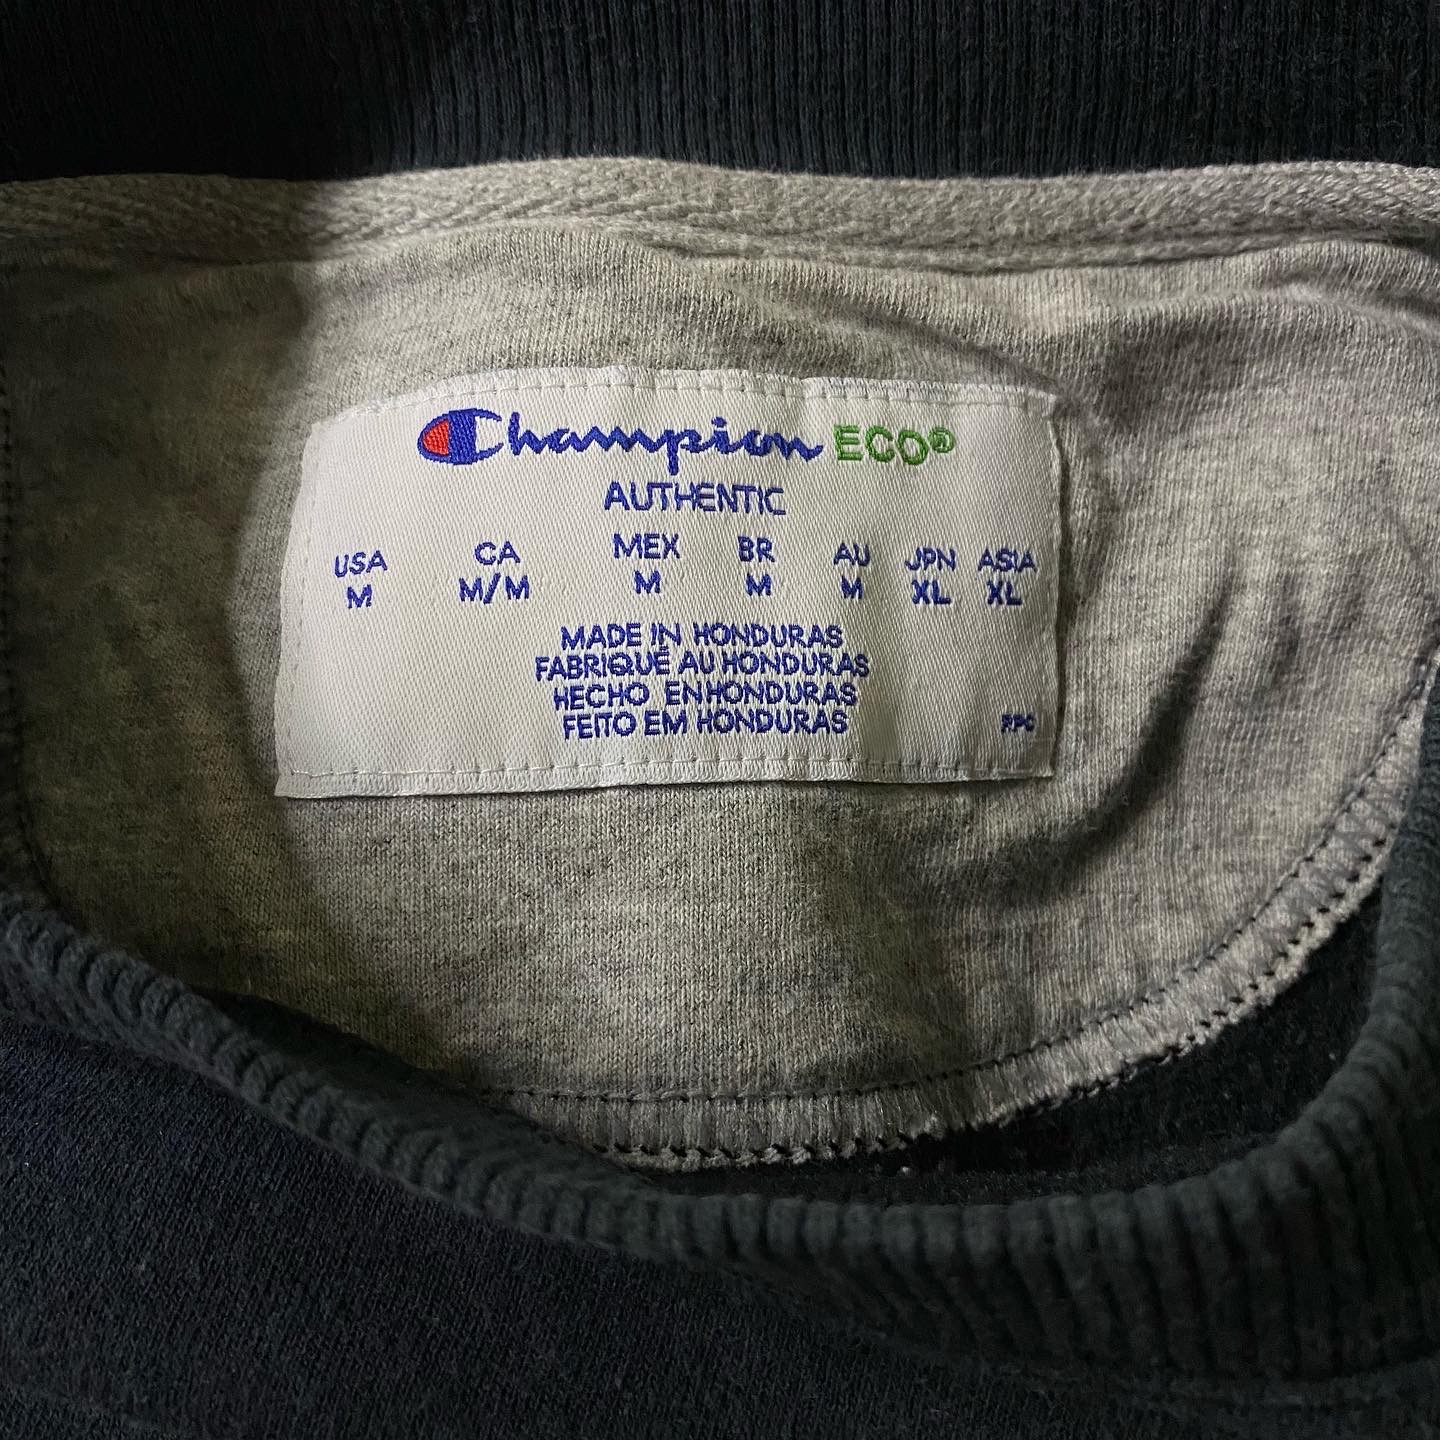 Champion ECO®
AUTHENTIC
USA CA MEX BR AU JPN ASIA
M M/M M M M XL XL
MADE IN HONDURAS
FABRIQUÉ AU HONDURAS
HECHO EN HONDURAS
FEITO EM HONDURAS RPC